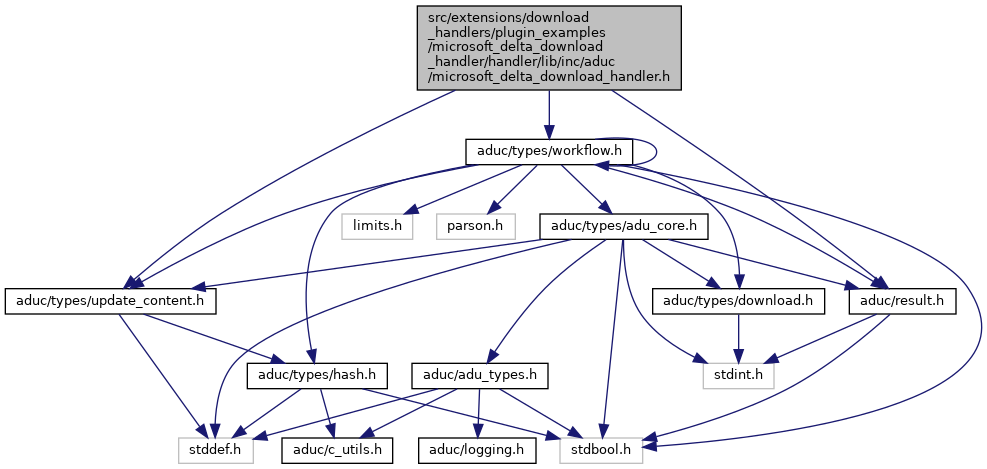 src/extensions/download
_handlers/plugin_examples
/microsoft_delta_download
_handler/handler/lib/inc/aduc
/microsoft_delta_download_handler.h
aduc/types/workflow.h
limits.h
parson.h
aduc/types/adu_core.h
aduc/types/update_content.h
aduc/types/download.h
aduc/result.h
aduc/types/hash.h
aduc/adu_types.h
stdint.h
stddef.h
aduc/c_utils.h
aduc/logging.h
stdbool.h